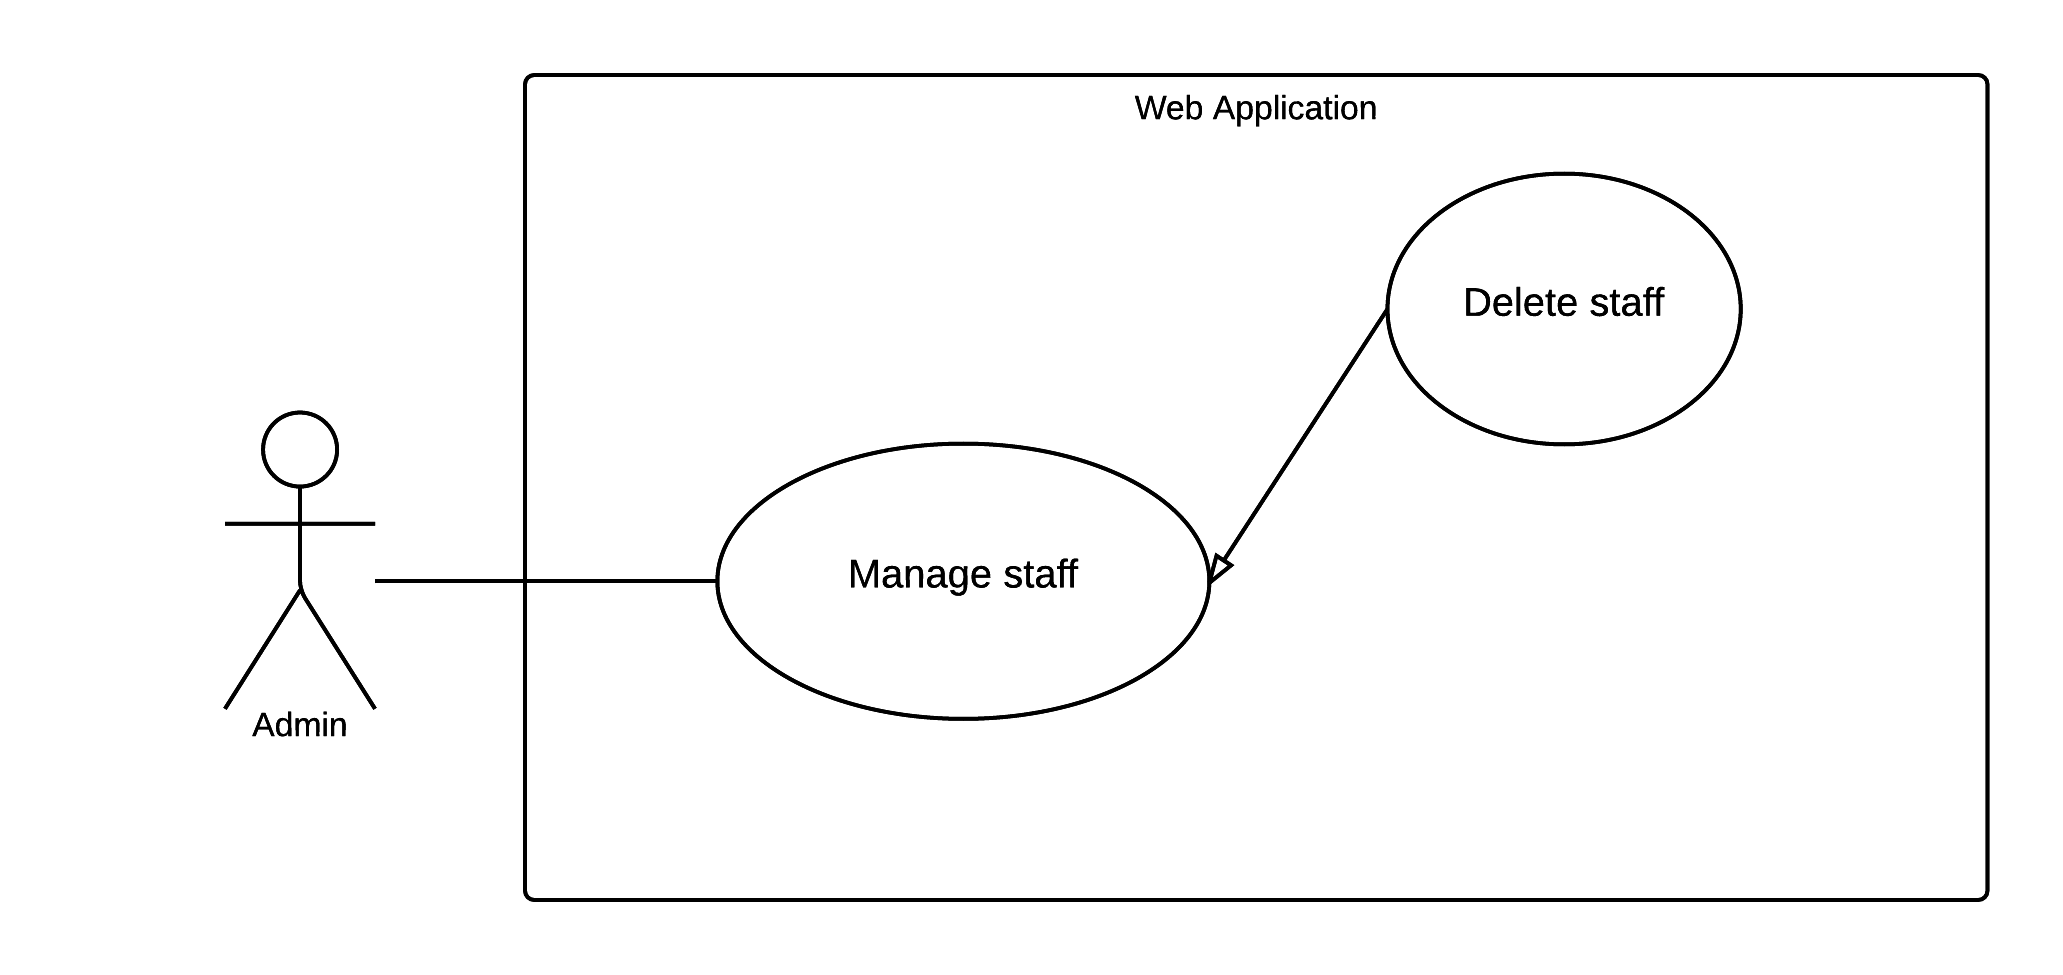 Web Application
Delete staff
Manage staff
Admin